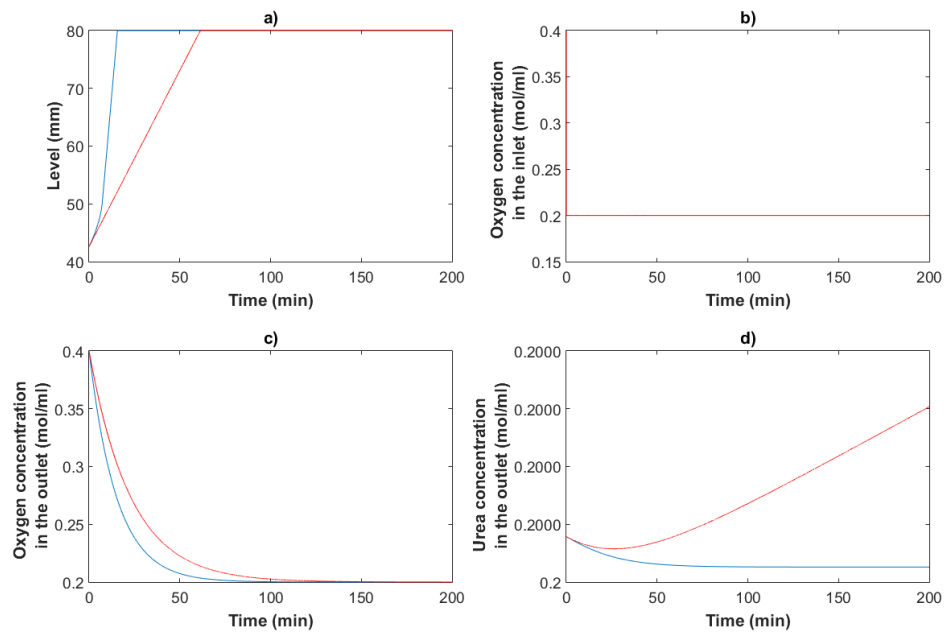 a)
80
70
60
50
40
Level (mm)
0 50 100 150 200
Time (min)
b)
0.4
0.35
0.3
0.25
0.2
0.15
Oxygen concentration
in the inlet (mol/ml)
0 50 100 150 200
Time (min)
c)
0.4
0.35
0.3
0.25
0.2
Oxygen concentration
in the outlet (mol/ml)
0 50 100 150 200
Time (min)
d)
0.2000
0.2000
0.2000
0.2000
0.2
Urea concentration
in the outlet (mol/ml)
0 50 100 150 200
Time (min)